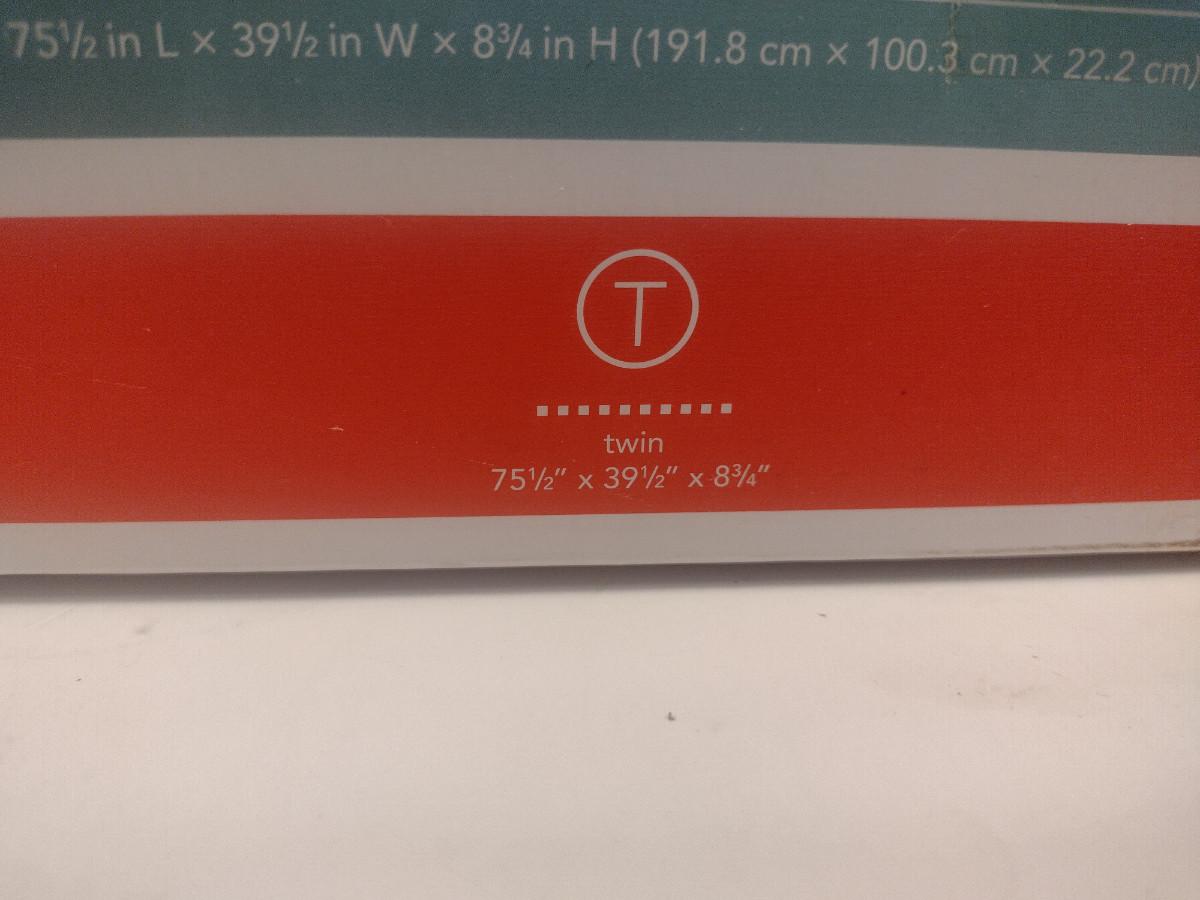 75½ in L × 39½ in W × 8¾ in H (191.8 cm × 100.3 cm × 22.2 cm)
T
twin
75½" x 39½" x 8¾"